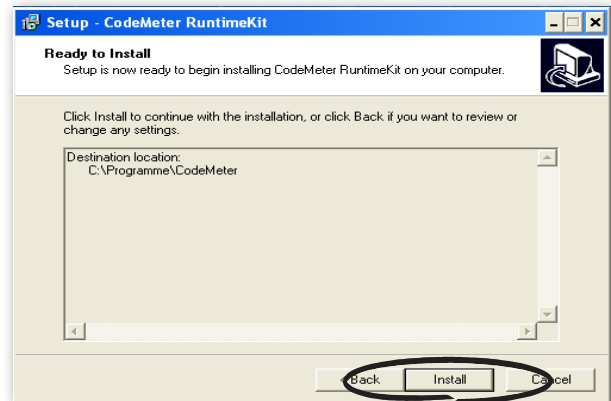 Setup - CodeMeter RuntimeKit
Ready to Install
Setup is now ready to begin installing CodeMeter RuntimeKit on your computer.
Click Install to continue with the installation, or click Back if you want to review or
change any settings.
Destination location:
C:\Programme\CodeMeter
< Back Install Cancel